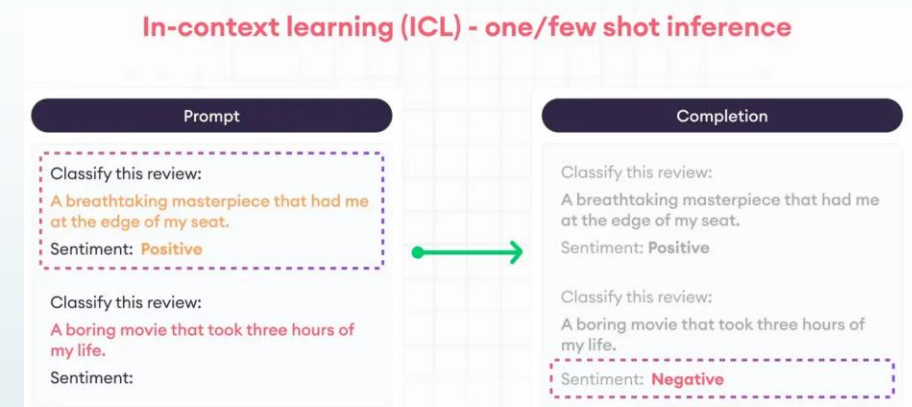 In-context learning (ICL) - one/few shot inference
Prompt
Classify this review:
A breathtaking masterpiece that had me
at the edge of my seat.
Sentiment: Positive
Classify this review:
A boring movie that took three hours of
my life.
Sentiment:
Completion
Classify this review:
A breathtaking masterpiece that had me
at the edge of my seat.
Sentiment: Positive
Classify this review:
A boring movie that took three hours of
my life.
Sentiment: Negative